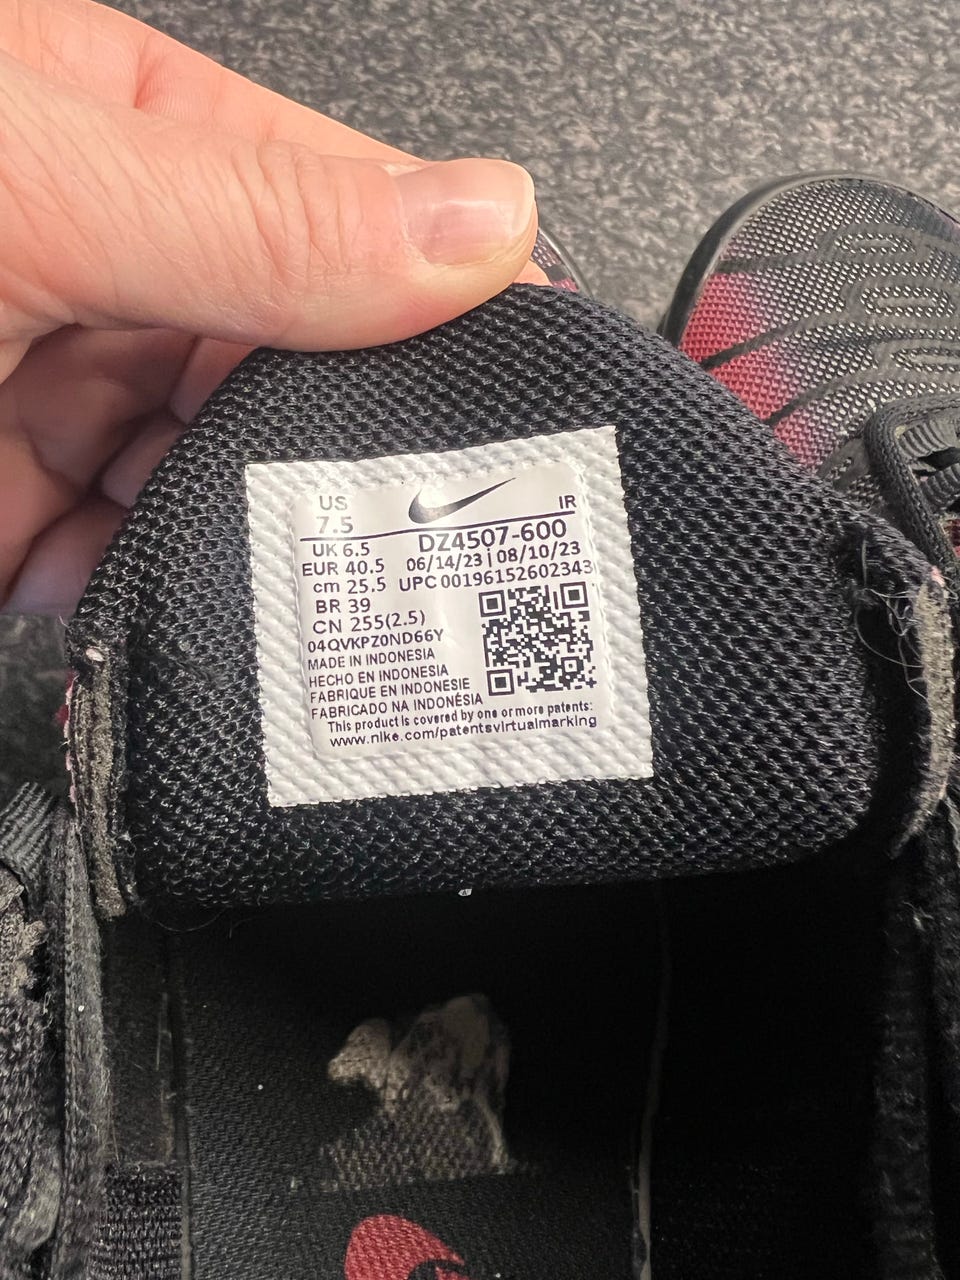 US
7.5
IR
UK 6.5
DZ4507-600
EUR 40.5
06/14/23 | 08/10/23
cm 25.5
UPC 00196152602343
BR 39
CN 255(2.5)
04QVKPZ0ND66Y
MADE IN INDONESIA
HECHO EN INDONESIA
FABRIQUE EN INDONESIE
FABRICADO NA INDONÉSIA
This product is covered by one or more patents:
www.nike.com/patentsvirtualmarking